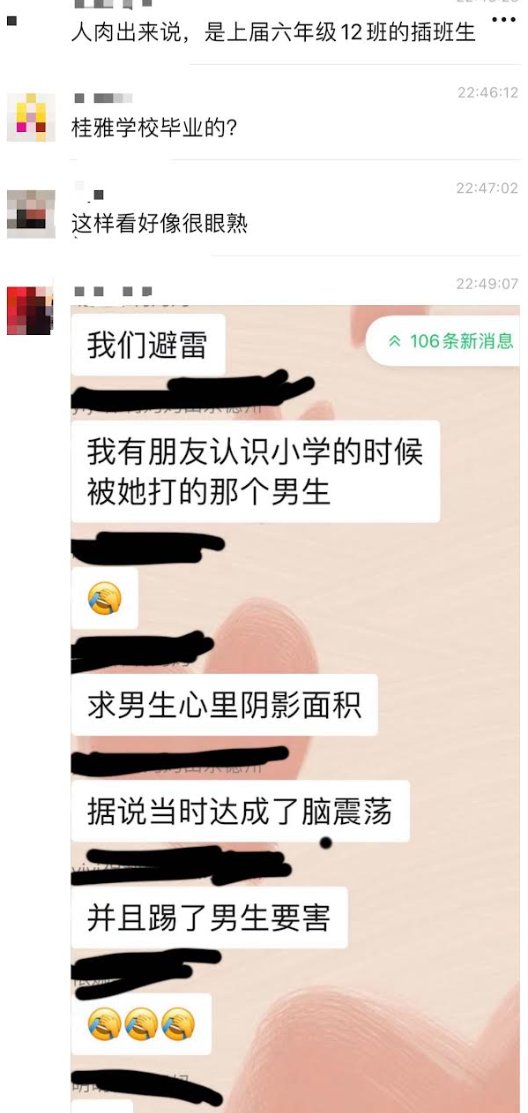 人肉出来说，是上届六年级12班的插班生
22:46:12
桂雅学校毕业的?
22:47:02
这样看好像很眼熟
22:49:07
我们避雷
106条新消息
我有朋友认识小学的时候
被她打的那个男生
求男生心里阴影面积
据说当时达成了脑震荡
并且踢了男生要害